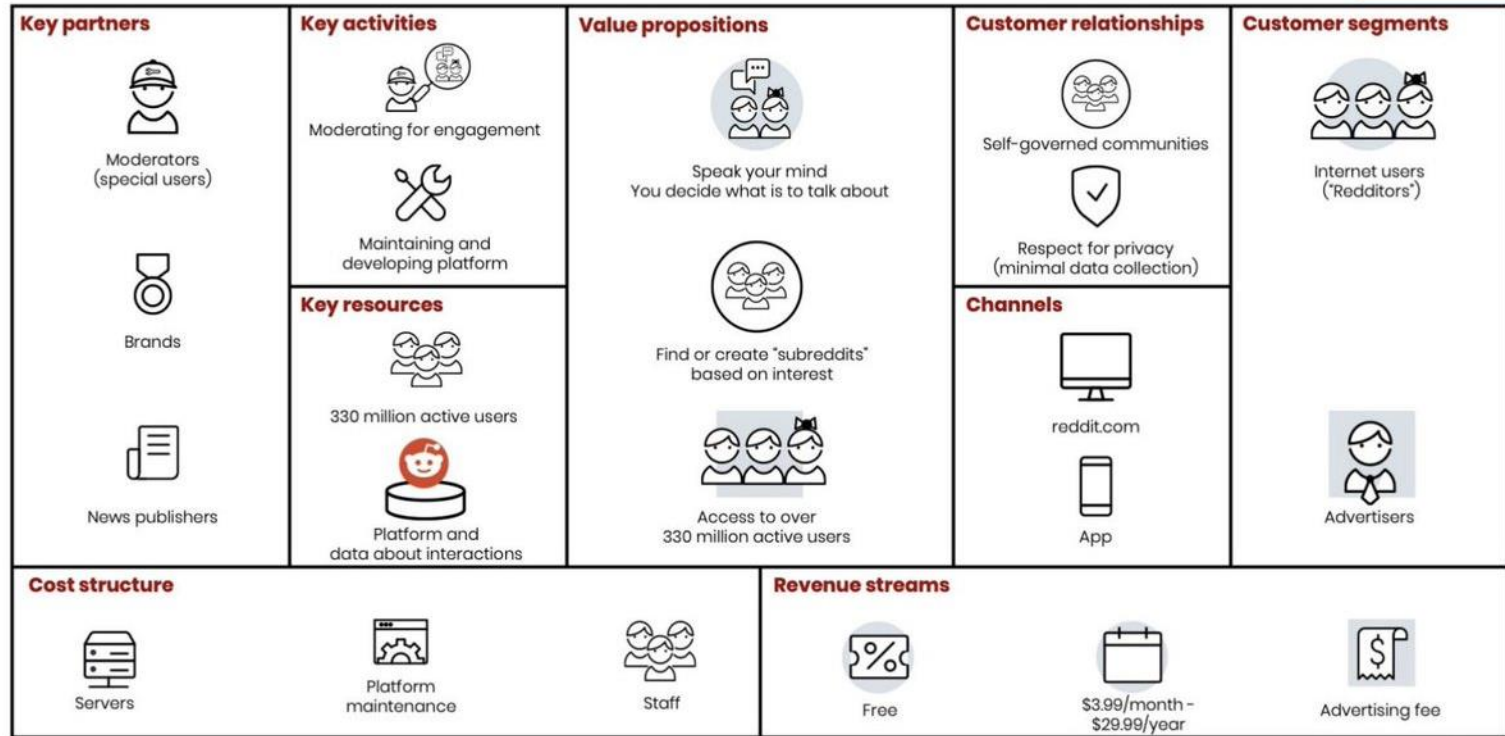 Key partners
Moderators
(special users)
Brands
News publishers
Key activities
Moderating for engagement
Maintaining and
developing platform
Key resources
330 million active users
Platform and
data about interactions
Value propositions
Speak your mind
You decide what is to talk about
Find or create "subreddits"
based on interest
Access to over
330 million active users
Customer relationships
Self-governed communities
Respect for privacy
(minimal data collection)
Channels
reddit.com
App
Customer segments
Internet users
("Redditors")
Advertisers
Cost structure
Servers
Platform
maintenance
Staff
Revenue streams
%
Free
$3.99/month -
$29.99/year
$
Advertising fee